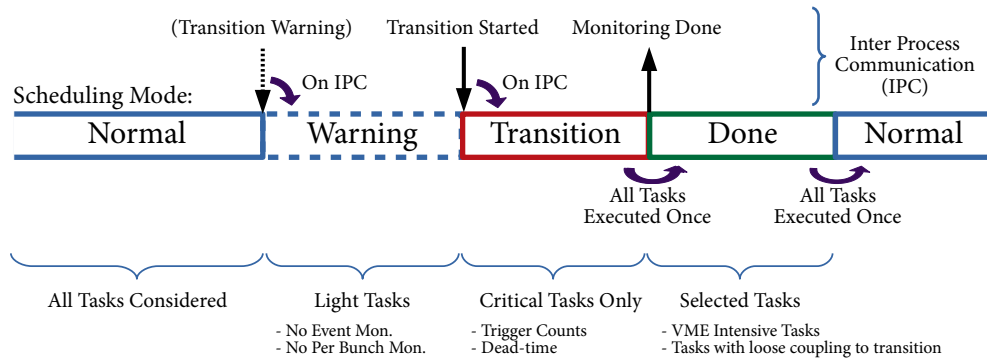 (Transition Warning)
Transition Started
Monitoring Done
Inter Process
Communication
(IPC)
On IPC
On IPC
Scheduling Mode:
Normal
Warning
Transition
Done
Normal
All Tasks
Executed Once
All Tasks
Executed Once
All Tasks Considered
Light Tasks
- No Event Mon.
- No Per Bunch Mon.
Critical Tasks Only
- Trigger Counts
- Dead-time
Selected Tasks
- VME Intensive Tasks
- Tasks with loose coupling to transition